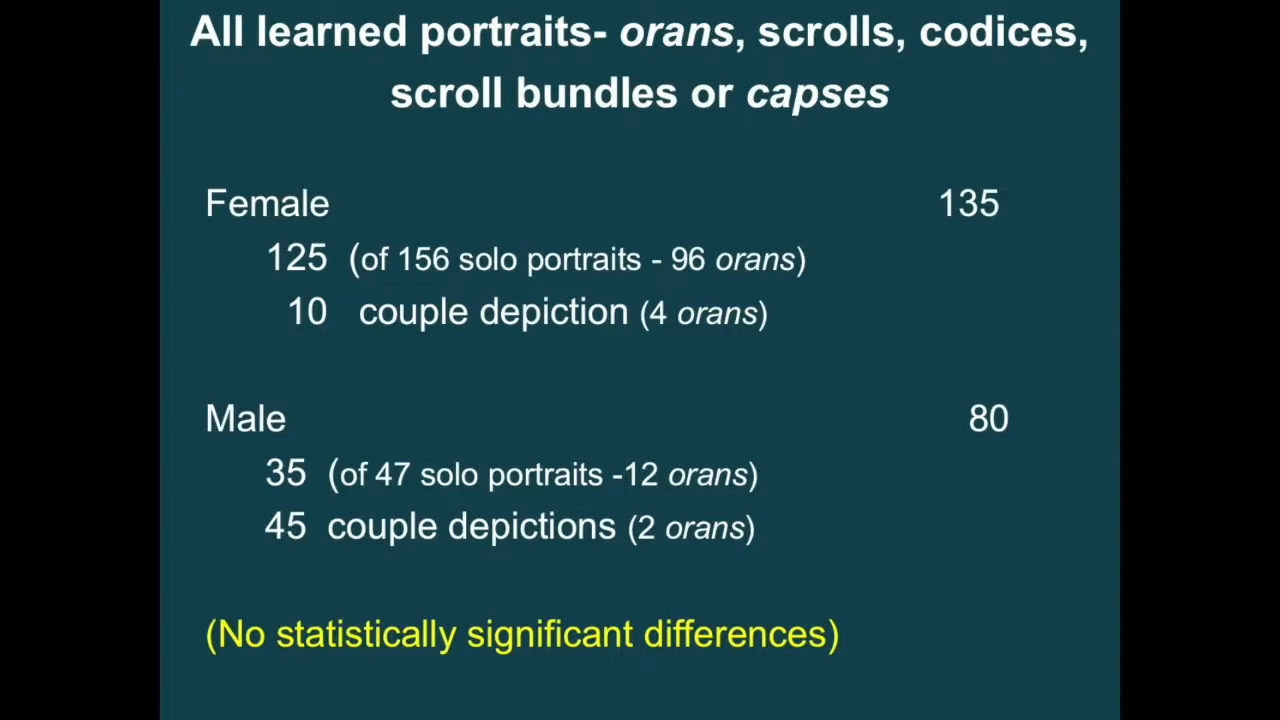 All learned portraits- orans, scrolls, codices,
scroll bundles or capses
Female 135
125 (of 156 solo portraits - 96 orans)
10 couple depiction (4 orans)
Male 80
35 (of 47 solo portraits -12 orans)
45 couple depictions (2 orans)
(No statistically significant differences)